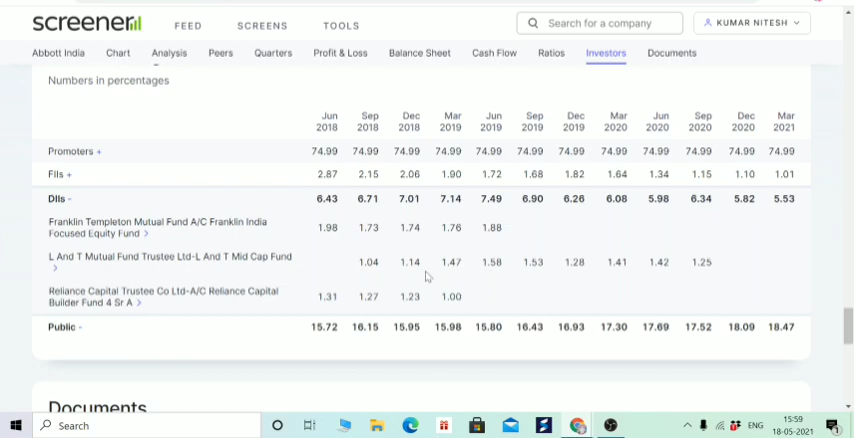 screener
FEED SCREENS TOOLS
Search for a company
KUMAR NITESH
Abbott India Chart Analysis Peers Quarters Profit & Loss Balance Sheet Cash Flow Ratios Investors Documents
Numbers in percentages
Jun 2018 Sep 2018 Dec 2018 Mar 2019 Jun 2019 Sep 2019 Dec 2019 Mar 2020 Jun 2020 Sep 2020 Dec 2020 Mar 2021
Promoters + 74.99 74.99 74.99 74.99 74.99 74.99 74.99 74.99 74.99 74.99 74.99 74.99
FIIs + 2.87 2.15 2.06 1.90 1.72 1.68 1.82 1.64 1.34 1.15 1.10 1.01
DIIs - 6.43 6.71 7.01 7.14 7.49 6.90 6.26 6.08 5.98 6.34 5.82 5.53
Franklin Templeton Mutual Fund A/C Franklin India
Focused Equity Fund > 1.98 1.73 1.74 1.76 1.88
L And T Mutual Fund Trustee Ltd-L And T Mid Cap Fund
> 1.04 1.14 1.47 1.58 1.53 1.28 1.41 1.42 1.25
Reliance Capital Trustee Co Ltd-A/C Reliance Capital
Builder Fund 4 Sr A > 1.31 1.27 1.23 1.00
Public - 15.72 16.15 15.95 15.98 15.80 16.43 16.93 17.30 17.69 17.52 18.09 18.47
Documents
Search
ENG
15:59
18-05-2021
1